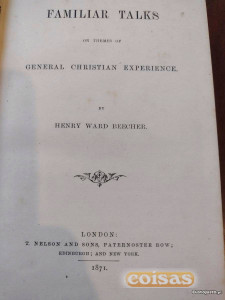 FAMILIAR TALKS
ON THEMES OF
GENERAL CHRISTIAN EXPERIENCE.
BY
HENRY WARD BEECHER.
LONDON:
T. NELSON AND SONS, PATERNOSTER ROW;
EDINBURGH; AND NEW YORK.
1871.
coisas